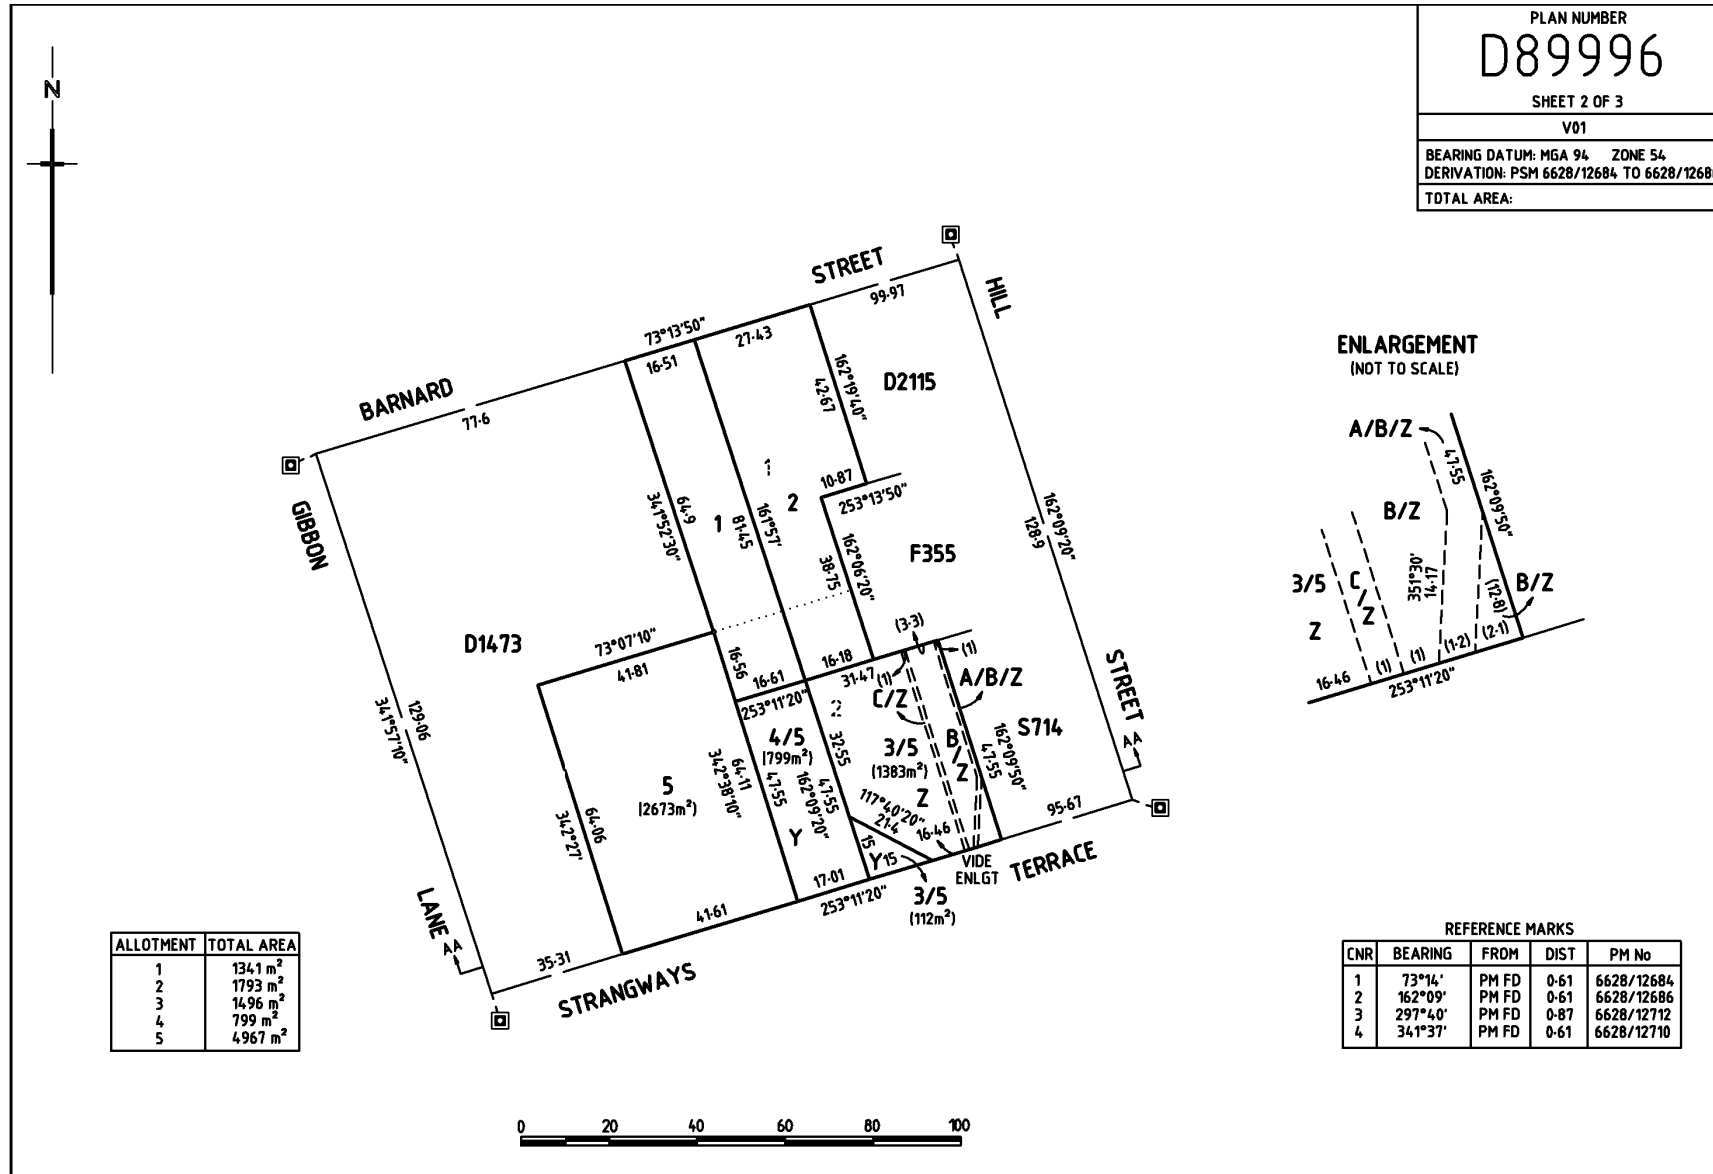 PLAN NUMBER
D89996
SHEET 2 OF 3
V01
BEARING DATUM: MGA 94 ZONE 54
DERIVATION: PSM 6628/12684 TO 6628/1268
TOTAL AREA:
N
BARNARD
STREET
HILL
STREET
GIBBON
LANE
STRANGWAYS
TERRACE
77·6
73°13'50"
16·51
27·43
99·97
162°19'40"
42·67
D2115
10·87
253°13'50"
1
2
1
64·9
341°52'30"
161°57'
81·45
38·75
162°06'20"
F355
162°09'20"
128·9
D1473
73°07'10"
41·81
16·56
16·61
253°11'20"
16·18
31·47
(3·3)
(1)
(1)
A/B/Z
C/Z
2
32·55
S714
4/5
(799m²)
3/5
(1383m²)
B/Z
162°09'50"
47·55
AA
129·06
341°57'10"
5
(2673m²)
64·11
342°38'10"
47·55
162°09'20"
47·55
Z
117°40'20"
21·4
16·46
95·67
64·06
342°27'
Y
15
Y
15
VIDE
ENLGT
17·01
253°11'20"
3/5
(112m²)
41·61
35·31
AA
ENLARGEMENT
(NOT TO SCALE)
A/B/Z
47·55
162°09'50"
B/Z
3/5
Z
C/Z
351°30'
14·17
(12·8)
B/Z
16·46
(1)
(1)
(1·2)
(2·1)
253°11'20"
ALLOTMENT TOTAL AREA
1 1341 m²
2 1793 m²
3 1496 m²
4 799 m²
5 4967 m²
REFERENCE MARKS
CNR BEARING FROM DIST PM No
1 73°14' PM FD 0·61 6628/12684
2 162°09' PM FD 0·61 6628/12686
3 297°40' PM FD 0·87 6628/12712
4 341°37' PM FD 0·61 6628/12710
0 20 40 60 80 100